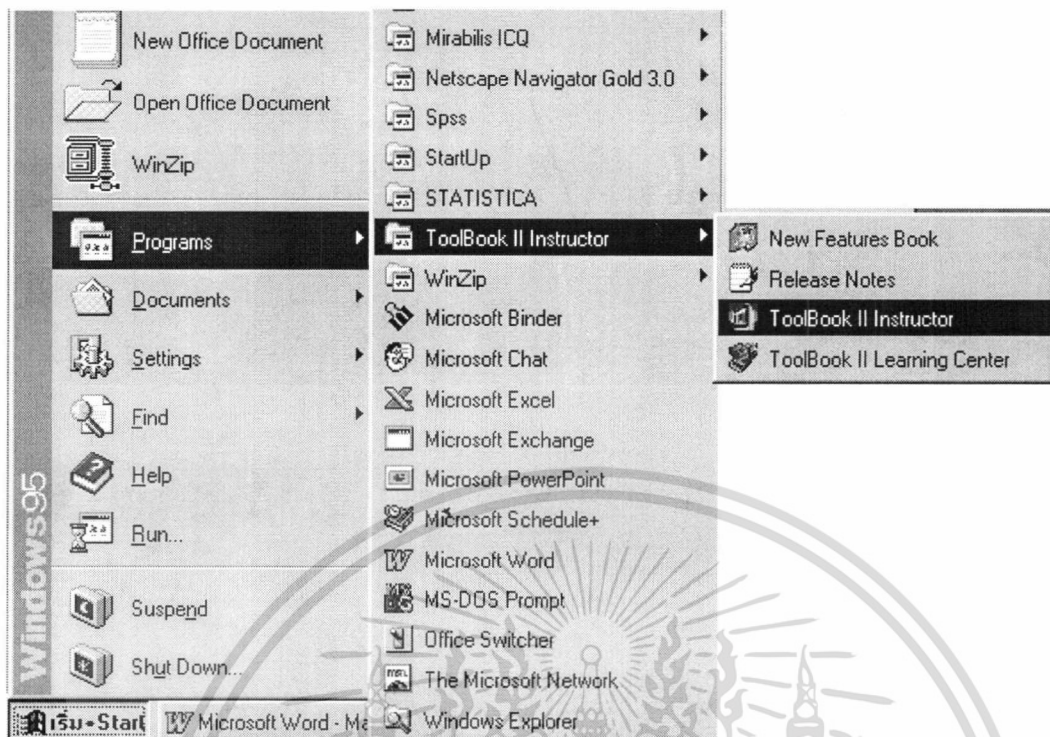 New Office Document
Open Office Document
WinZip
Programs
Documents
Settings
Find
Help
Run...
Suspend
Shut Down...
Windows95
Mirabilis ICQ
Netscape Navigator Gold 3.0
Spss
StartUp
STATISTICA
ToolBook II Instructor
WinZip
Microsoft Binder
Microsoft Chat
Microsoft Excel
Microsoft Exchange
Microsoft PowerPoint
Microsoft Schedule+
Microsoft Word
MS-DOS Prompt
Office Switcher
The Microsoft Network
Windows Explorer
New Features Book
Release Notes
ToolBook II Instructor
ToolBook II Learning Center
เริ่ม-Start
Microsoft Word - Ma